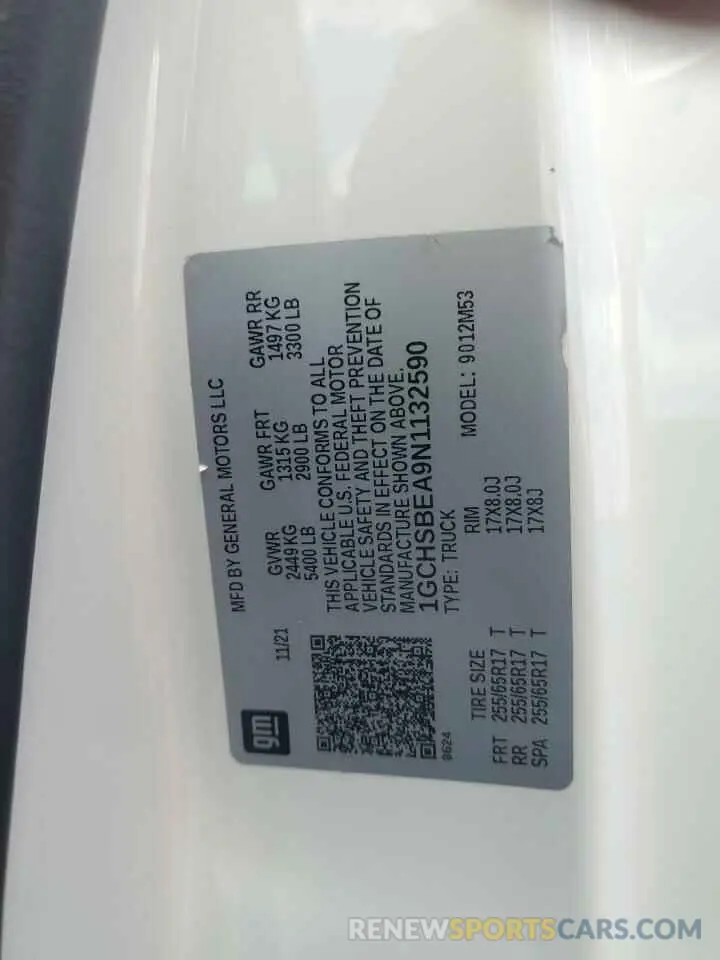 gm
MFD BY GENERAL MOTORS LLC
11/21
GVWR GAWR FRT GAWR RR
2449 KG 1315 KG 1497 KG
5400 LB 2900 LB 3300 LB
THIS VEHICLE CONFORMS TO ALL
APPLICABLE U.S. FEDERAL MOTOR
VEHICLE SAFETY AND THEFT PREVENTION
STANDARDS IN EFFECT ON THE DATE OF
MANUFACTURE SHOWN ABOVE.
1GCHSBEA9N1132590
0624 TYPE: TRUCK MODEL: 9012M53
TIRE SIZE RIM
FRT 255/65R17 T 17X8.0J
RR 255/65R17 T 17X8.0J
SPA 255/65R17 T 17X8J
RENEWSPORTSCARS.COM